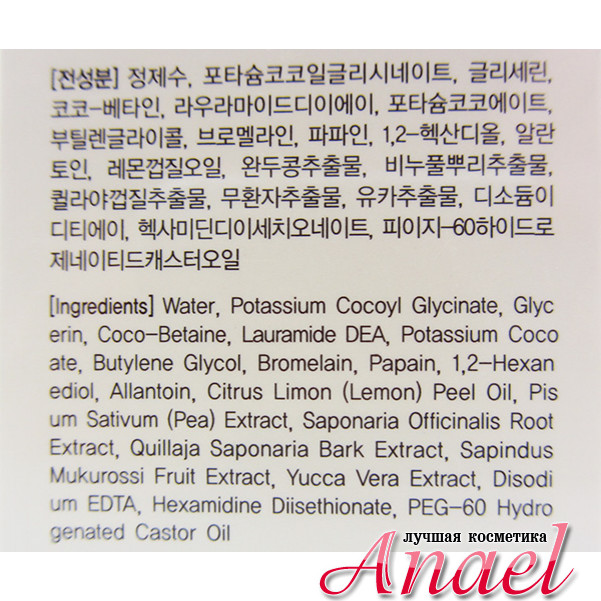 [전성분] 정제수, 포타슘코코일글리시네이트, 글리세린,
코코-베타인, 라우라마이드디이에이, 포타슘코코에이트,
부틸렌글라이콜, 브로멜라인, 파파인, 1,2-헥산디올, 알란
토인, 레몬껍질오일, 완두콩추출물, 비누풀뿌리추출물,
퀼라야껍질추출물, 무환자추출물, 유카추출물, 디소듐이
디티에이, 헥사미딘디이세치오네이트, 피이지-60하이드로
제네이티드캐스터오일
[Ingredients] Water, Potassium Cocoyl Glycinate, Glyc
erin, Coco-Betaine, Lauramide DEA, Potassium Coco
ate, Butylene Glycol, Bromelain, Papain, 1,2-Hexan
ediol, Allantoin, Citrus Limon (Lemon) Peel Oil, Pis
um Sativum (Pea) Extract, Saponaria Officinalis Root
Extract, Quillaja Saponaria Bark Extract, Sapindus
Mukurossi Fruit Extract, Yucca Vera Extract, Disodi
um EDTA, Hexamidine Diisethionate, PEG-60 Hydro
genated Castor Oil
лучшая косметика
Anael